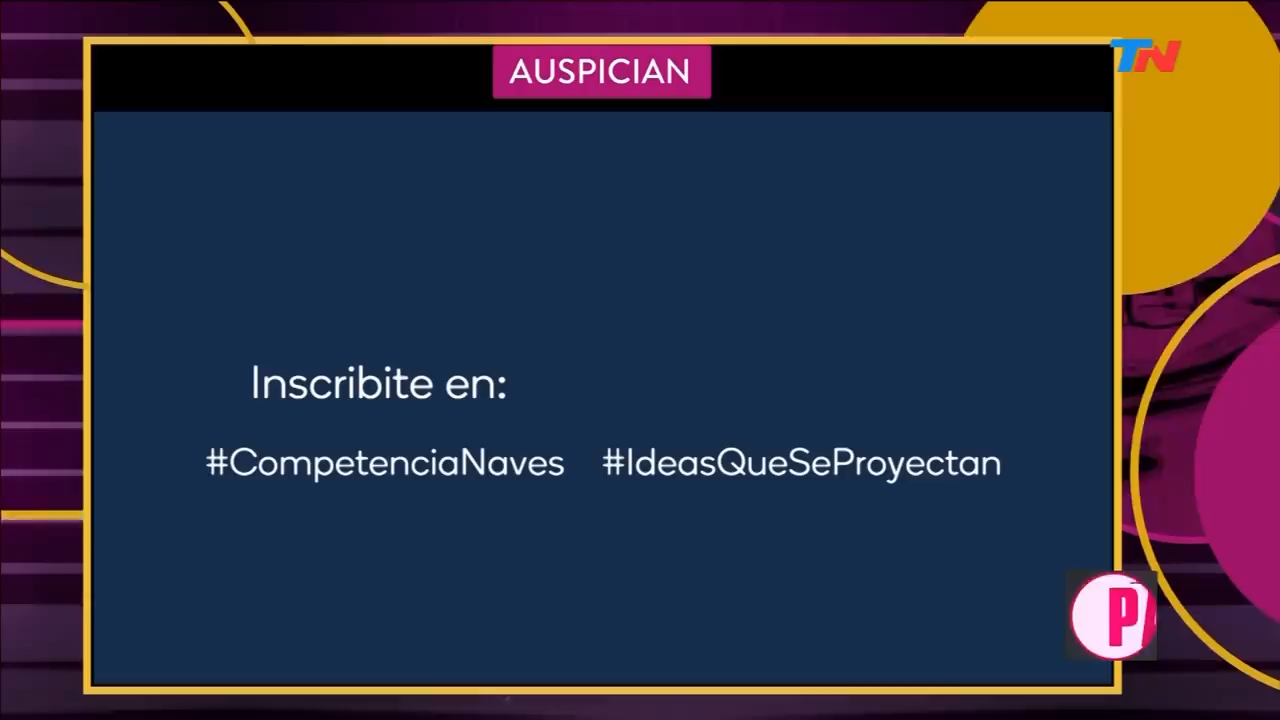 AUSPICIAN
TN
Inscribite en:
#CompetenciaNaves #IdeasQueSeProyectan
P